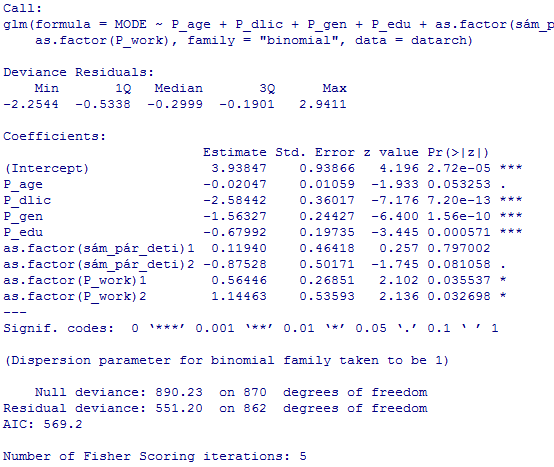 Call:
glm(formula = MODE ~ P_age + P_dlic + P_gen + P_edu + as.factor(sám_p
    as.factor(P_work), family = "binomial", data = datarch)
Deviance Residuals:
    Min       1Q   Median       3Q      Max
-2.2544  -0.5338  -0.2999  -0.1901   2.9411
Coefficients:
                         Estimate Std. Error z value Pr(>|z|)
(Intercept)               3.93847    0.93866   4.196 2.72e-05 ***
P_age                    -0.02047    0.01059  -1.933 0.053253 .
P_dlic                   -2.58442    0.36017  -7.176 7.20e-13 ***
P_gen                    -1.56327    0.24427  -6.400 1.56e-10 ***
P_edu                    -0.67992    0.19735  -3.445 0.000571 ***
as.factor(sám_pár_deti)1  0.11940    0.46418   0.257 0.797002
as.factor(sám_pár_deti)2 -0.87528    0.50171  -1.745 0.081058 .
as.factor(P_work)1        0.56446    0.26851   2.102 0.035537 *
as.factor(P_work)2        1.14463    0.53593   2.136 0.032698 *
---
Signif. codes:  0 ‘***’ 0.001 ‘**’ 0.01 ‘*’ 0.05 ‘.’ 0.1 ‘ ’ 1
(Dispersion parameter for binomial family taken to be 1)
    Null deviance: 890.23  on 870  degrees of freedom
Residual deviance: 551.20  on 862  degrees of freedom
AIC: 569.2
Number of Fisher Scoring iterations: 5